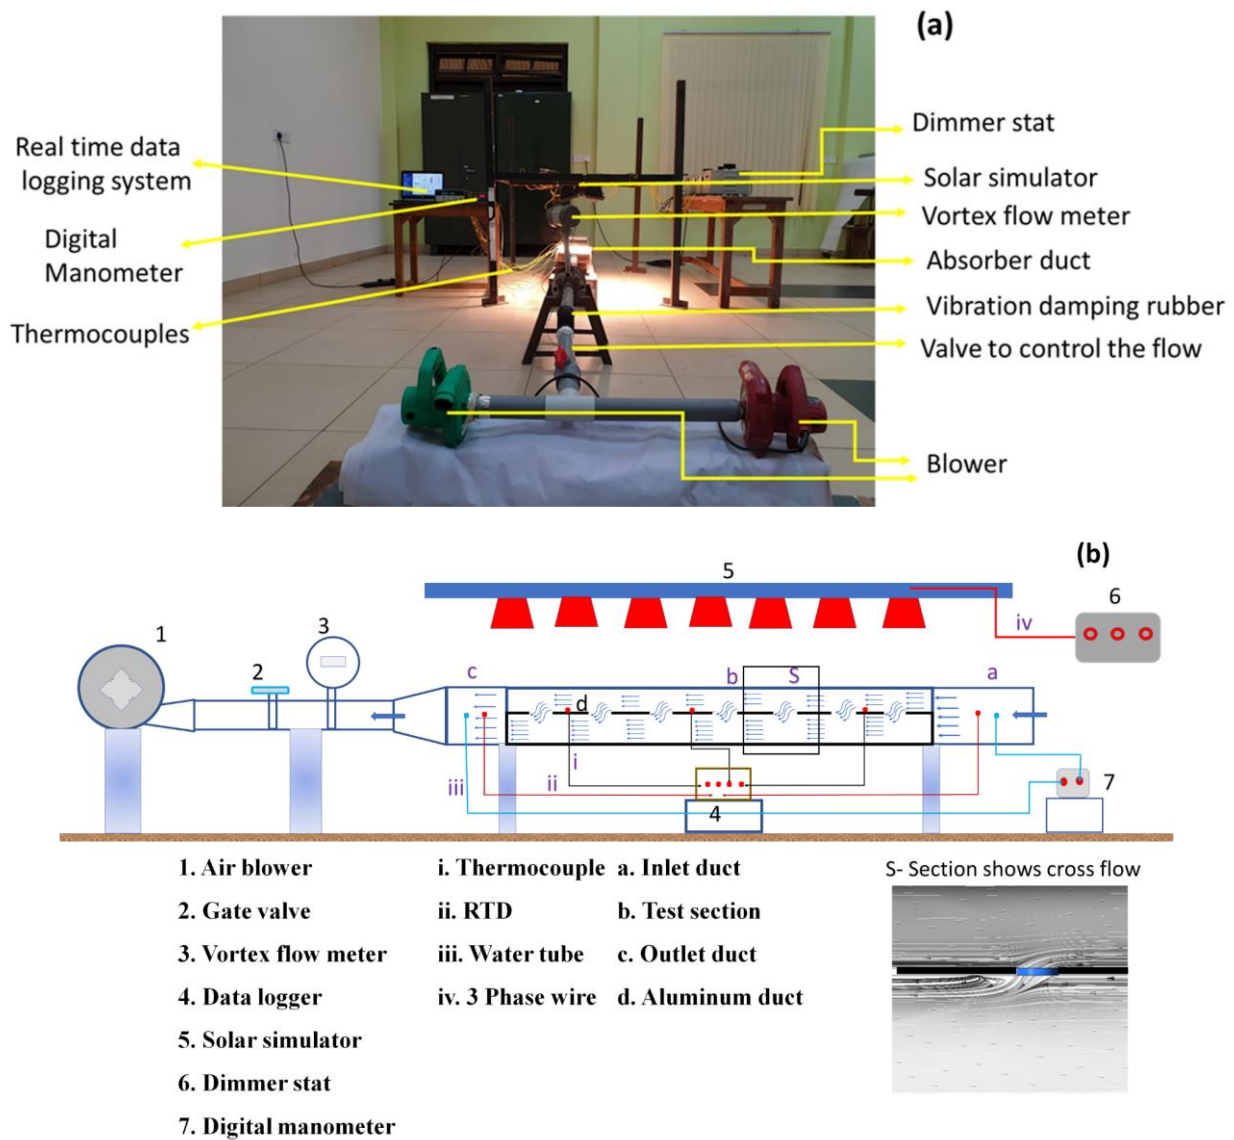 (a)
Real time data
logging system
Digital
Manometer
Thermocouples
Dimmer stat
Solar simulator
Vortex flow meter
Absorber duct
Vibration damping rubber
Valve to control the flow
Blower
(b)
5
6
iv
1
2
3
c
b
S
a
d
i
ii
iii
4
7
1. Air blower
2. Gate valve
3. Vortex flow meter
4. Data logger
5. Solar simulator
6. Dimmer stat
7. Digital manometer
i. Thermocouple
ii. RTD
iii. Water tube
iv. 3 Phase wire
a. Inlet duct
b. Test section
c. Outlet duct
d. Aluminum duct
S- Section shows cross flow